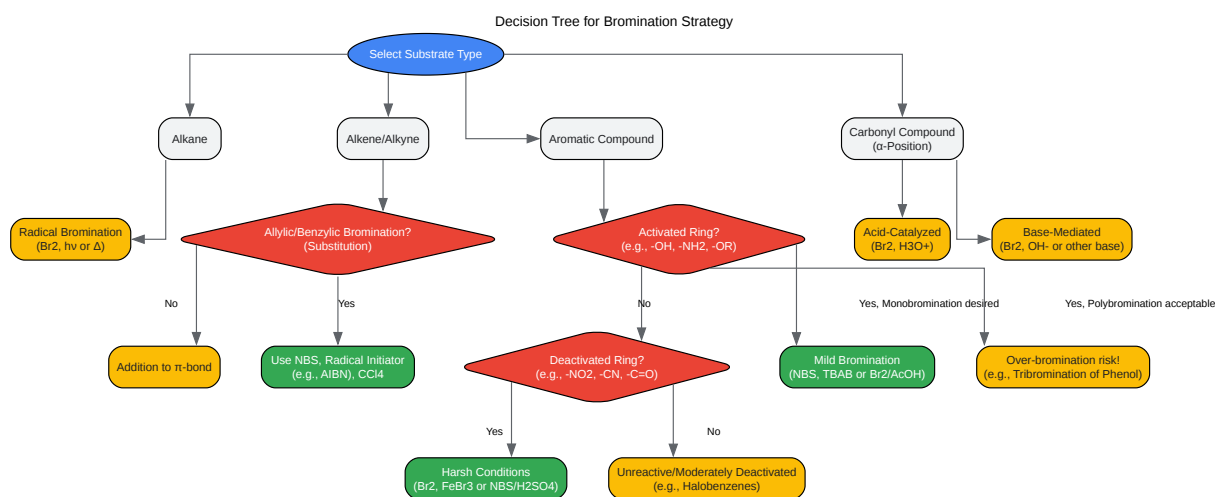 Decision Tree for Bromination Strategy
Select Substrate Type
Alkane
Alkene/Alkyne
Aromatic Compound
Carbonyl Compound
(α-Position)
Radical Bromination
(Br2, hν or Δ)
Allylic/Benzylic Bromination?
(Substitution)
Activated Ring?
(e.g., -OH, -NH2, -OR)
Acid-Catalyzed
(Br2, H3O+)
Base-Mediated
(Br2, OH- or other base)
No
Yes
No
Yes, Monobromination desired
Yes, Polybromination acceptable
Addition to π-bond
Use NBS, Radical Initiator
(e.g., AIBN), CCl4
Deactivated Ring?
(e.g., -NO2, -CN, -C=O)
Mild Bromination
(NBS, TBAB or Br2/AcOH)
Over-bromination risk!
(e.g., Tribromination of Phenol)
Yes
No
Harsh Conditions
(Br2, FeBr3 or NBS/H2SO4)
Unreactive/Moderately Deactivated
(e.g., Halobenzenes)